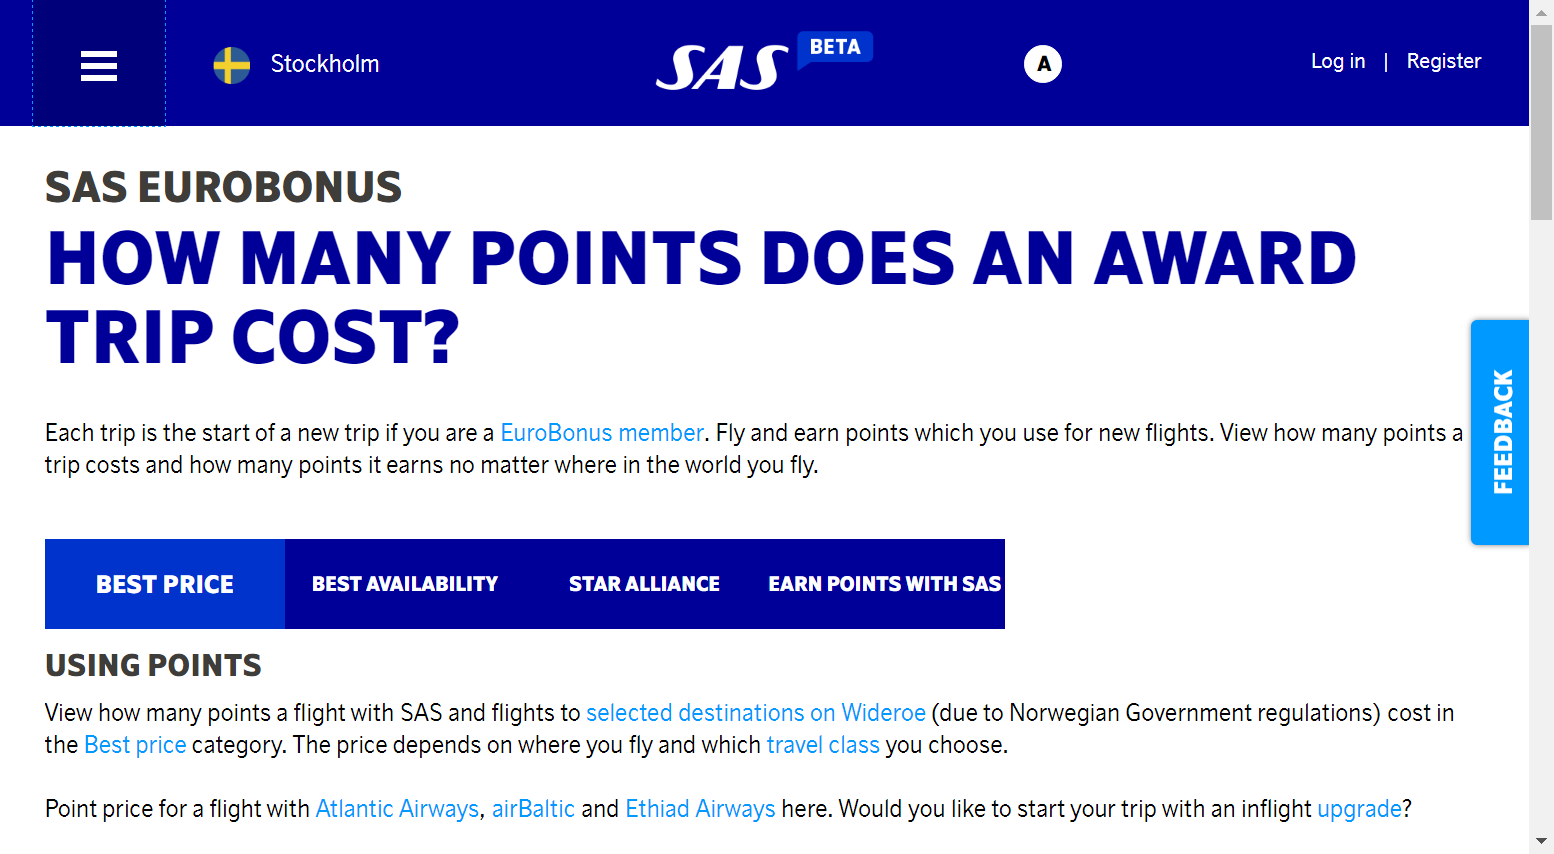 Stockholm
SAS BETA
A
Log in | Register
SAS EUROBONUS
HOW MANY POINTS DOES AN AWARD
TRIP COST?
Each trip is the start of a new trip if you are a EuroBonus member. Fly and earn points which you use for new flights. View how many points a
trip costs and how many points it earns no matter where in the world you fly.
FEEDBACK
BEST PRICE BEST AVAILABILITY STAR ALLIANCE EARN POINTS WITH SAS
USING POINTS
View how many points a flight with SAS and flights to selected destinations on Wideroe (due to Norwegian Government regulations) cost in
the Best price category. The price depends on where you fly and which travel class you choose.
Point price for a flight with Atlantic Airways, airBaltic and Ethiad Airways here. Would you like to start your trip with an inflight upgrade?